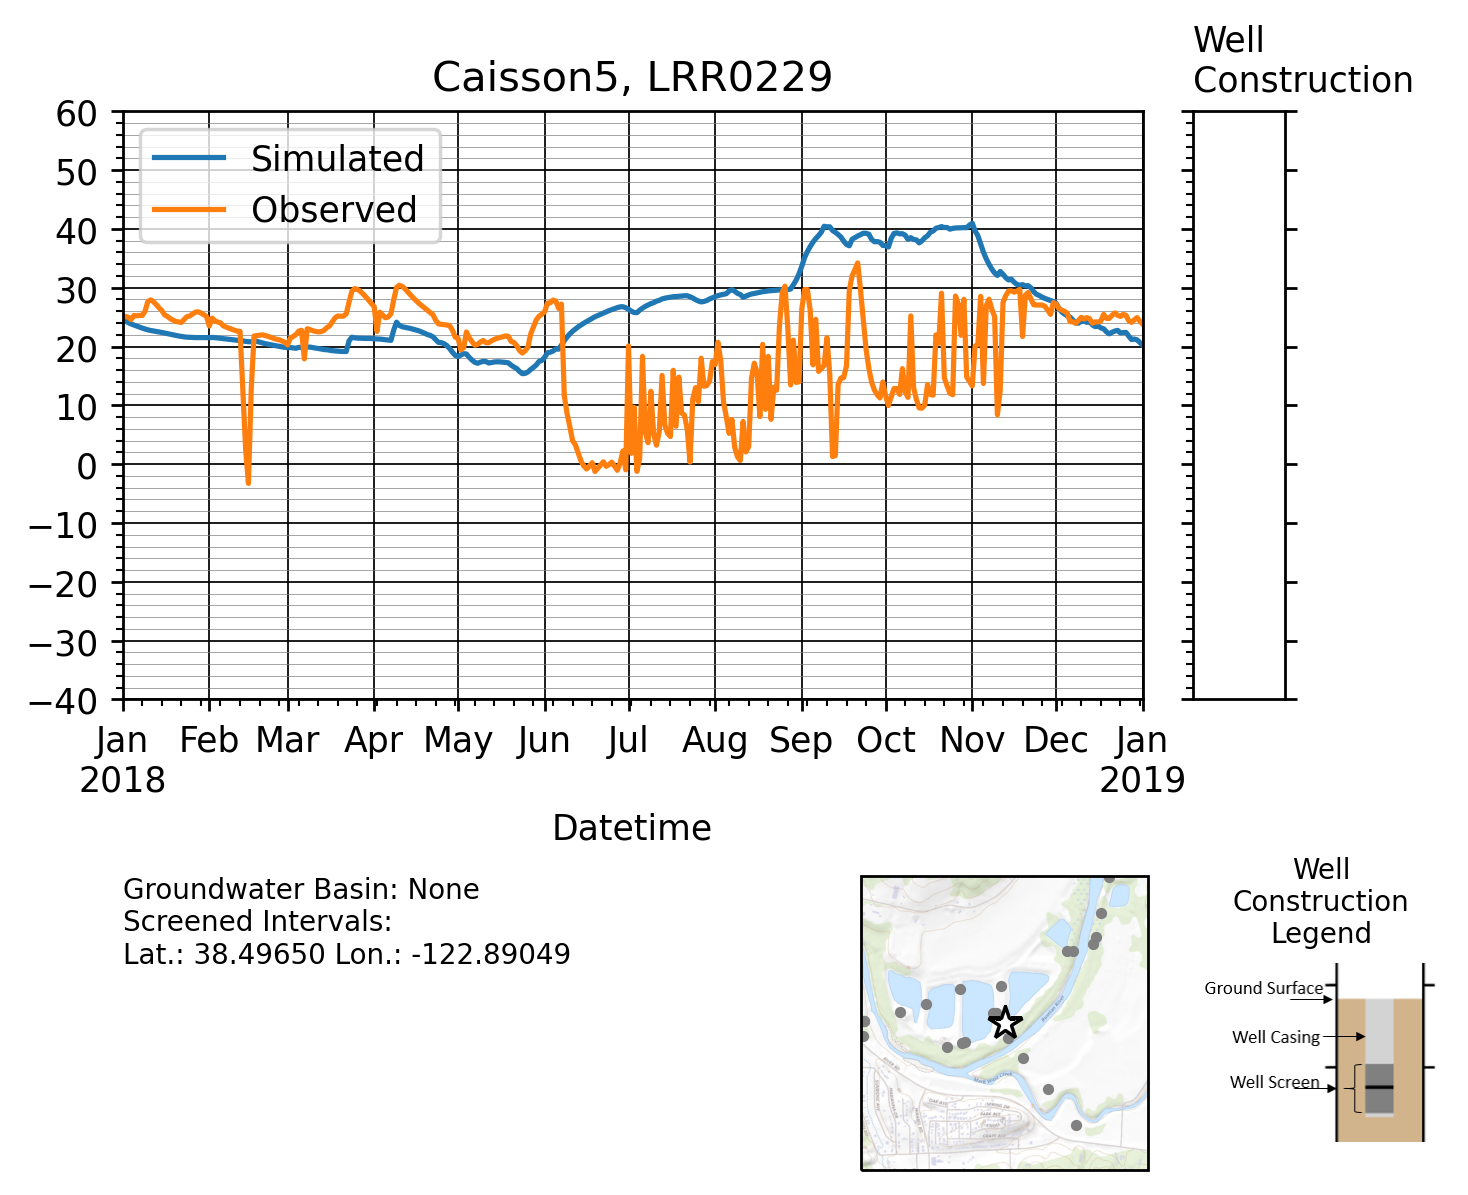 Caisson5, LRR0229
Well
Construction
Simulated
Observed
60
50
40
30
20
10
0
−10
−20
−30
−40
Jan
2018
Feb
Mar
Apr
May
Jun
Jul
Aug
Sep
Oct
Nov
Dec
Jan
2019
Datetime
Groundwater Basin: None
Screened Intervals:
Lat.: 38.49650 Lon.: -122.89049
Well
Construction
Legend
Ground Surface
Well Casing
Well Screen